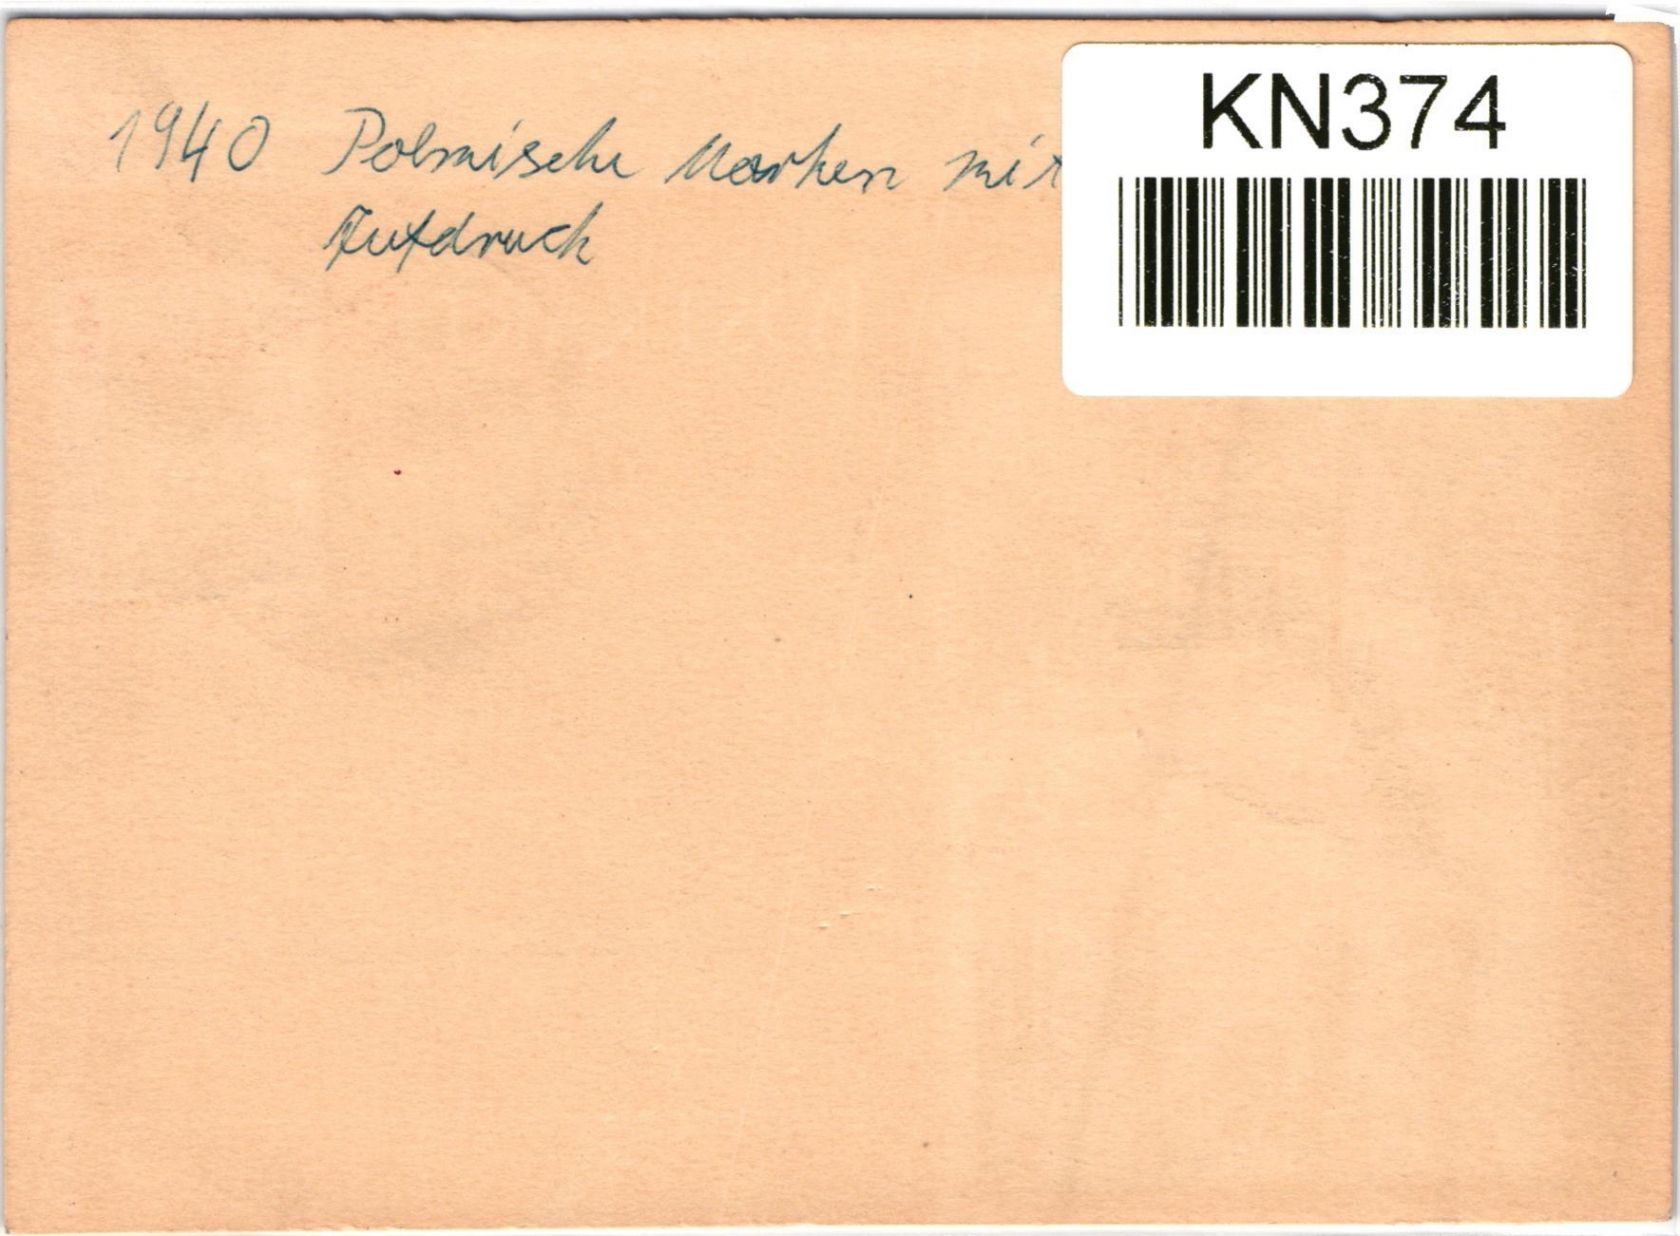 1940 Polnische Marken mit
Aufdruck
KN374